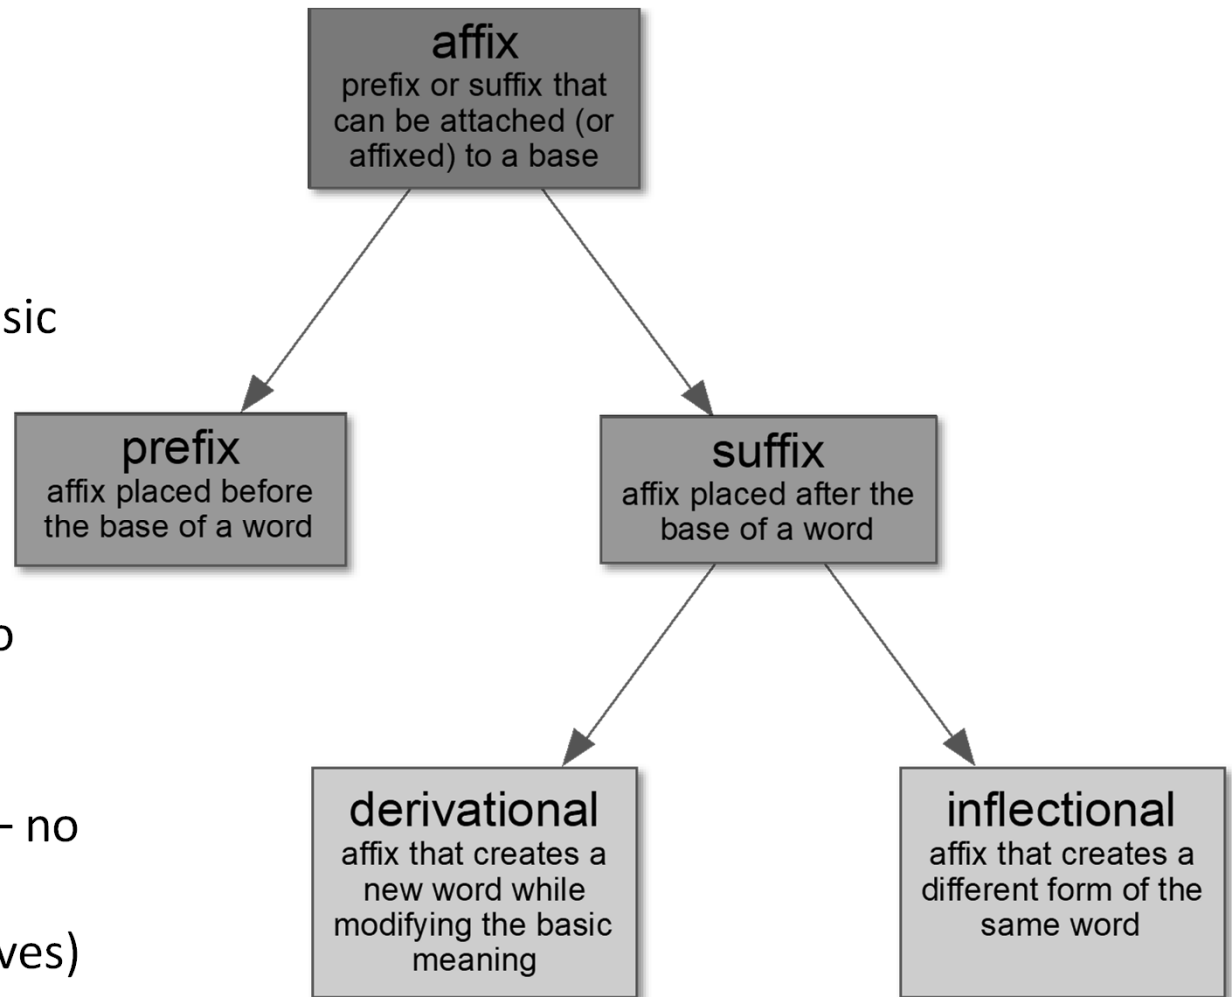 affix
prefix or suffix that
can be attached (or
affixed) to a base
sic
prefix
affix placed before
the base of a word
suffix
affix placed after the
base of a word
– no
ves)
derivational
affix that creates a
new word while
modifying the basic
meaning
inflectional
affix that creates a
different form of the
same word